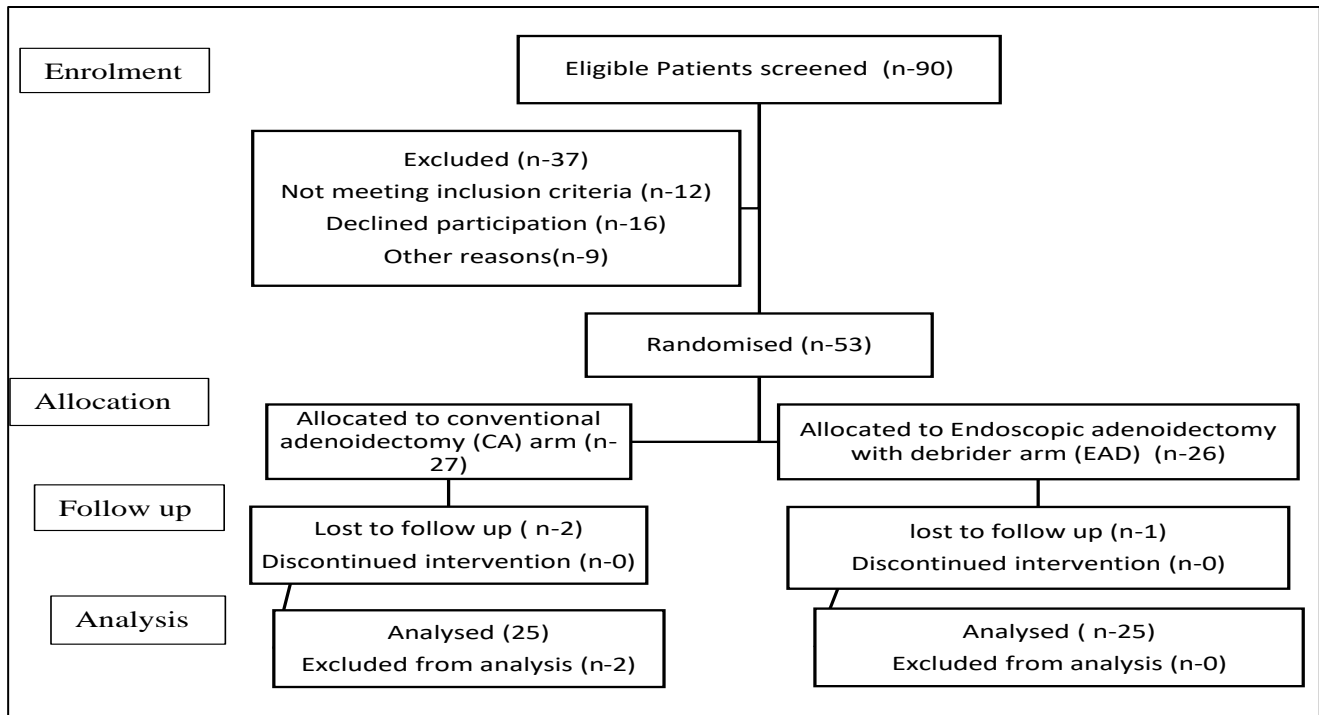 Enrolment
Eligible Patients screened (n-90)
Excluded (n-37)
Not meeting inclusion criteria (n-12)
Declined participation (n-16)
Other reasons(n-9)
Randomised (n-53)
Allocation
Allocated to conventional
adenoidectomy (CA) arm (n-
27)
Allocated to Endoscopic adenoidectomy
with debrider arm (EAD) (n-26)
Follow up
Lost to follow up ( n-2)
Discontinued intervention (n-0)
lost to follow up (n-1)
Discontinued intervention (n-0)
Analysis
Analysed (25)
Excluded from analysis (n-2)
Analysed ( n-25)
Excluded from analysis (n-0)